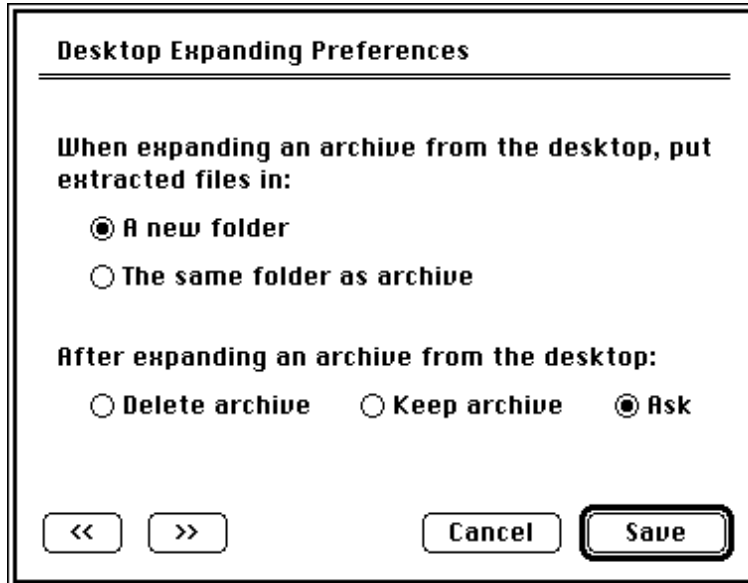 Desktop Expanding Preferences
When expanding an archive from the desktop, put
extracted files in:
A new folder
The same folder as archive
After expanding an archive from the desktop:
Delete archive Keep archive Ask
<< >> Cancel Save